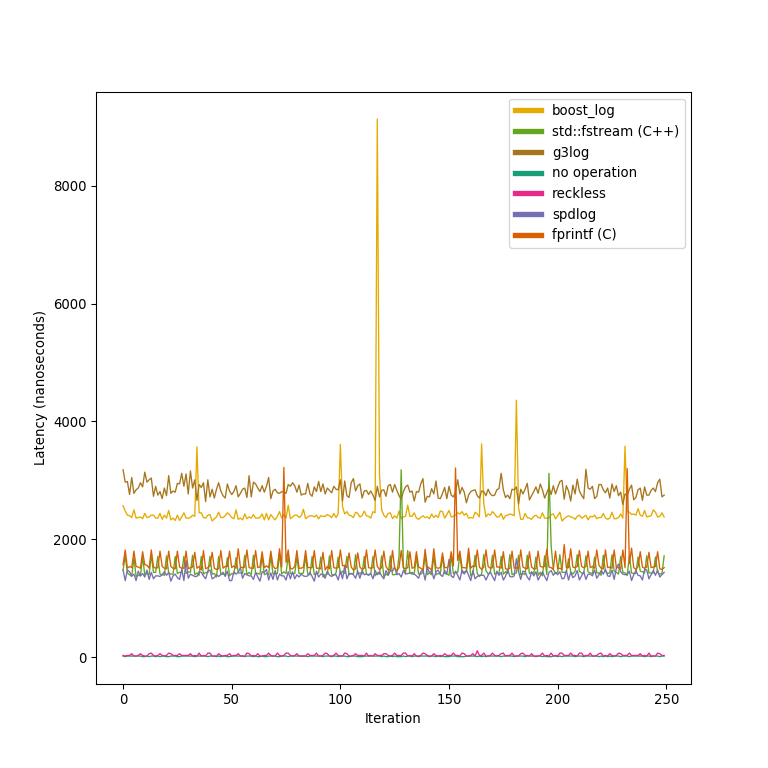 boost_log
std::fstream (C++)
g3log
no operation
reckless
spdlog
fprintf (C)
8000
6000
4000
2000
0
Latency (nanoseconds)
0 50 100 150 200 250
Iteration